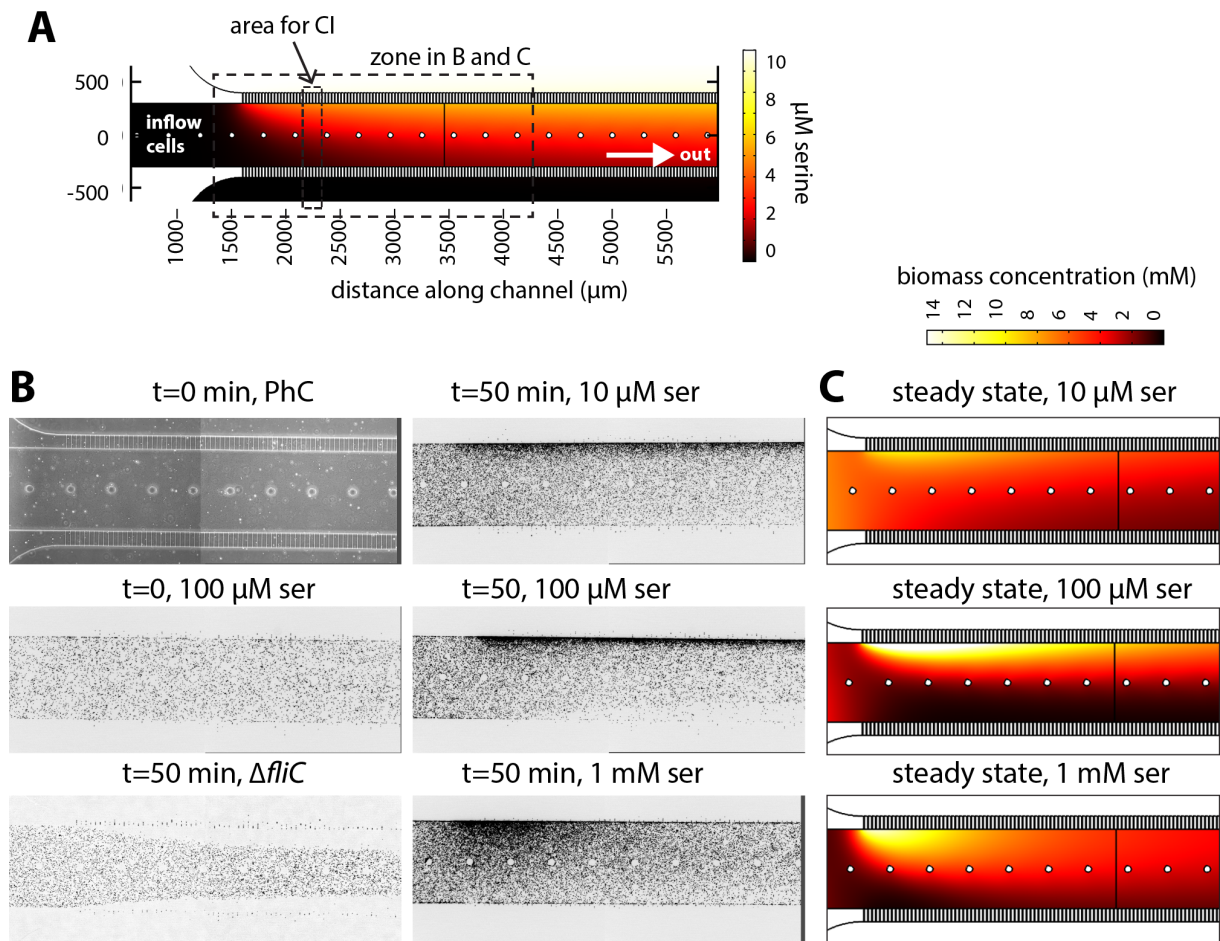 A
area for CI
zone in B and C
500
0
-500
inflow
cells
out
10
8
6
4
2
0
µM serine
1000
2000
1500
2500
3000
3500
4000
4500
5000
5500
distance along channel (µm)
biomass concentration (mM)
14
12
10
8
6
4
2
0
B
t=0 min, PhC
t=50 min, 10 µM ser
C
steady state, 10 µM ser
t=0, 100 µM ser
t=50, 100 µM ser
steady state, 100 µM ser
t=50 min, ΔfliC
t=50 min, 1 mM ser
steady state, 1 mM ser